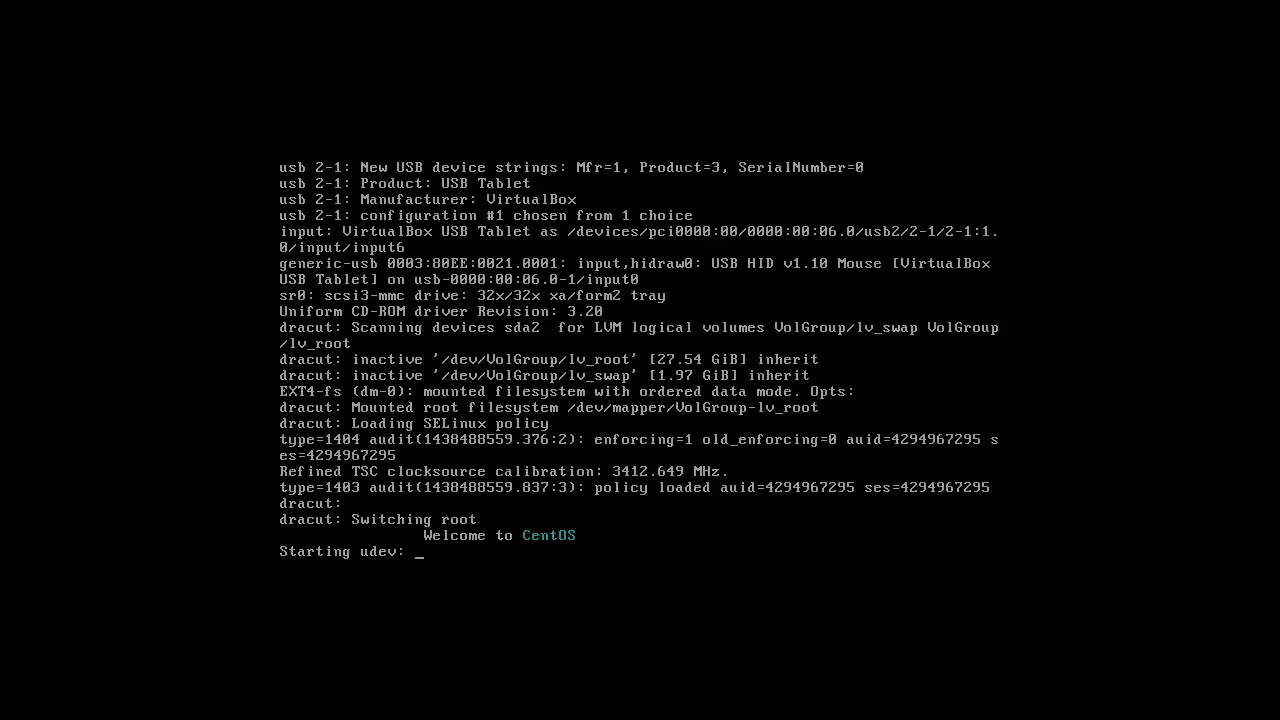 usb 2-1: New USB device strings: Mfr=1, Product=3, SerialNumber=0
usb 2-1: Product: USB Tablet
usb 2-1: Manufacturer: VirtualBox
usb 2-1: configuration #1 chosen from 1 choice
input: VirtualBox USB Tablet as /devices/pci0000:00/0000:00:06.0/usb2/2-1/2-1:1.
0/input/input6
generic-usb 0003:80EE:0021.0001: input,hidraw0: USB HID v1.10 Mouse [VirtualBox
USB Tablet] on usb-0000:00:06.0-1/input0
sr0: scsi3-mmc drive: 32x/32x xa/form2 tray
Uniform CD-ROM driver Revision: 3.20
dracut: Scanning devices sda2  for LVM logical volumes VolGroup/lv_swap VolGroup
/lv_root
dracut: inactive '/dev/VolGroup/lv_root' [27.54 GiB] inherit
dracut: inactive '/dev/VolGroup/lv_swap' [1.97 GiB] inherit
EXT4-fs (dm-0): mounted filesystem with ordered data mode. Opts:
dracut: Mounted root filesystem /dev/mapper/VolGroup-lv_root
dracut: Loading SELinux policy
type=1404 audit(1438488559.376:2): enforcing=1 old_enforcing=0 auid=4294967295 s
es=4294967295
Refined TSC clocksource calibration: 3412.649 MHz.
type=1403 audit(1438488559.837:3): policy loaded auid=4294967295 ses=4294967295
dracut:
dracut: Switching root
Welcome to CentOS
Starting udev: _